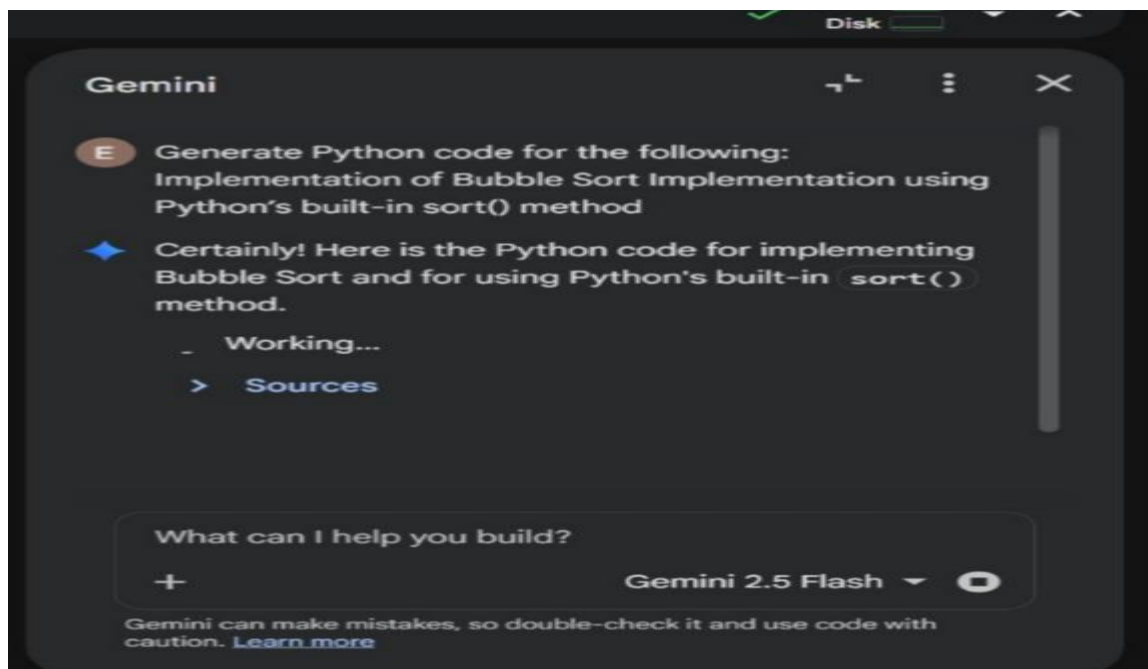 Disk
Gemini
E
Generate Python code for the following:
Implementation of Bubble Sort Implementation using
Python's built-in sort() method
Certainly! Here is the Python code for implementing
Bubble Sort and for using Python's built-in sort()
method.
Working...
> Sources
What can I help you build?
+ Gemini 2.5 Flash
Gemini can make mistakes, so double-check it and use code with
caution. Learn more